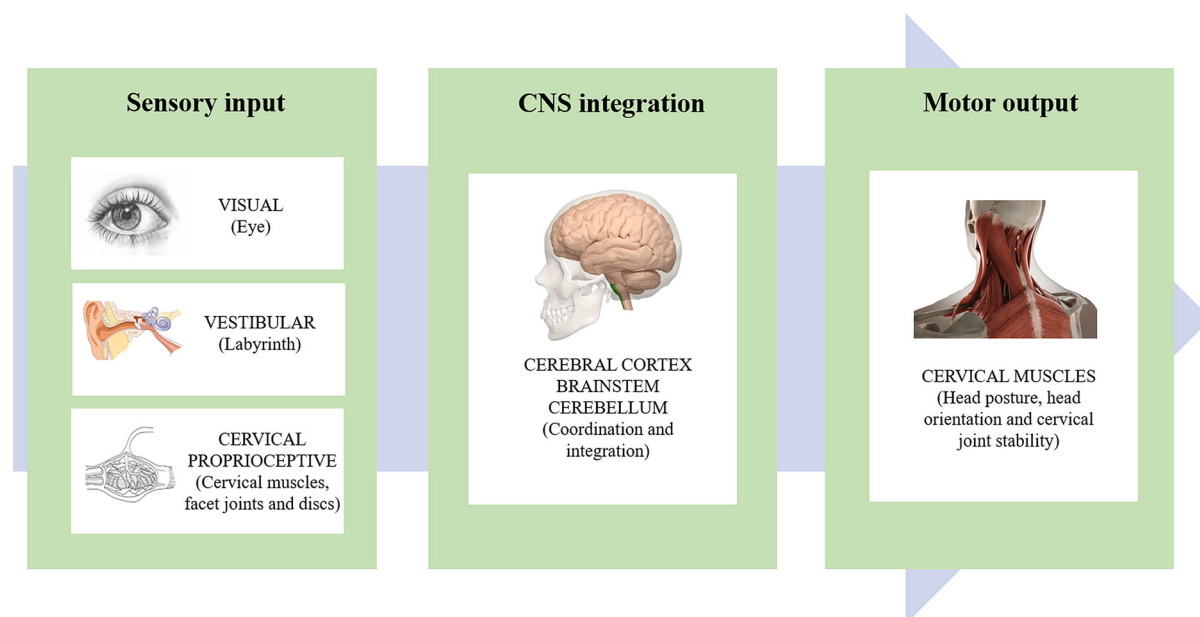 Sensory input
VISUAL
(Eye)
VESTIBULAR
(Labyrinth)
CERVICAL
PROPRIOCEPTIVE
(Cervical muscles,
facet joints and discs)
CNS integration
CEREBRAL CORTEX
BRAINSTEM
CEREBELLUM
(Coordination and
integration)
Motor output
CERVICAL MUSCLES
(Head posture, head
orientation and cervical
joint stability)